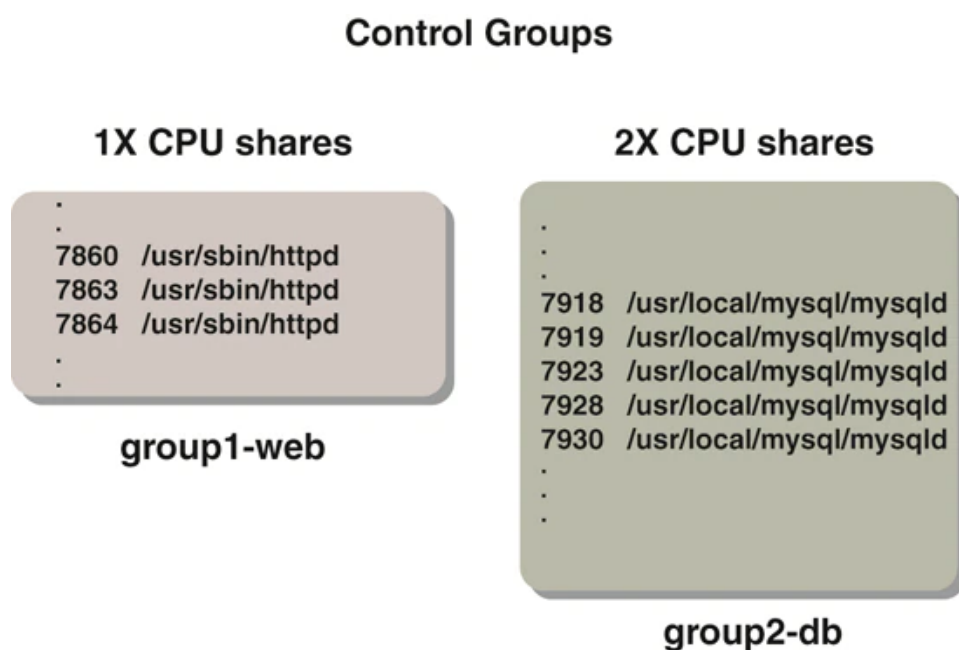 Control Groups
1X CPU shares
.
.
7860 /usr/sbin/httpd
7863 /usr/sbin/httpd
7864 /usr/sbin/httpd
.
.
group1-web
2X CPU shares
.
.
.
7918 /usr/local/mysql/mysqld
7919 /usr/local/mysql/mysqld
7923 /usr/local/mysql/mysqld
7928 /usr/local/mysql/mysqld
7930 /usr/local/mysql/mysqld
.
.
.
group2-db